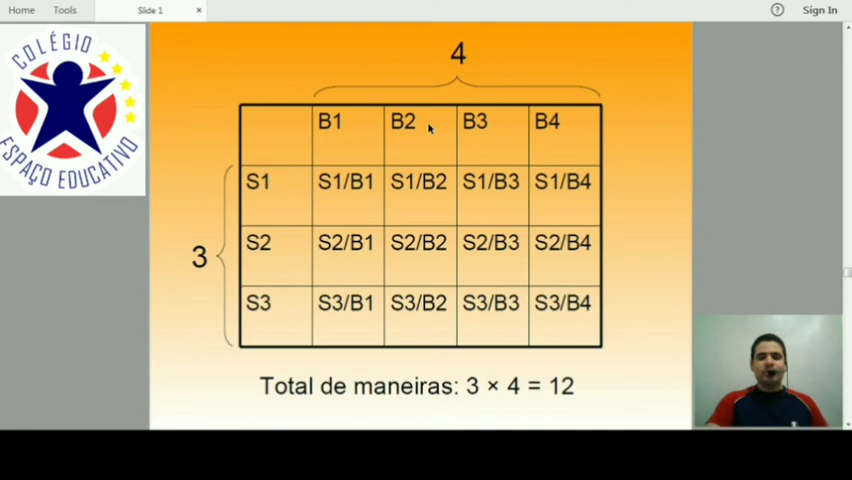 Home Tools Slide 1 × ? Sign In
COLÉGIO
ESPAÇO EDUCATIVO
4
B1 B2 B3 B4
S1 S1/B1 S1/B2 S1/B3 S1/B4
3
S2 S2/B1 S2/B2 S2/B3 S2/B4
S3 S3/B1 S3/B2 S3/B3 S3/B4
Total de maneiras: 3 × 4 = 12